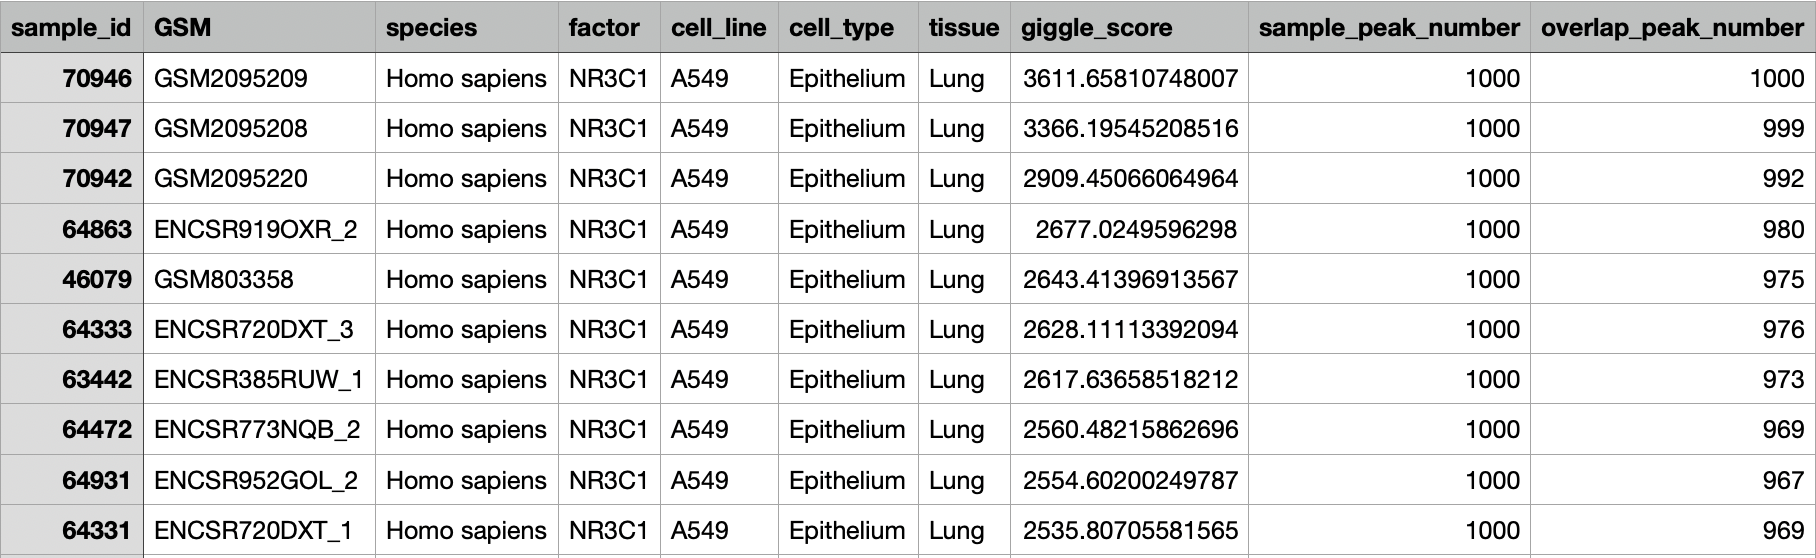 sample_id GSM species factor cell_line cell_type tissue giggle_score sample_peak_number overlap_peak_number
70946 GSM2095209 Homo sapiens NR3C1 A549 Epithelium Lung 3611.65810748007 1000 1000
70947 GSM2095208 Homo sapiens NR3C1 A549 Epithelium Lung 3366.19545208516 1000 999
70942 GSM2095220 Homo sapiens NR3C1 A549 Epithelium Lung 2909.45066064964 1000 992
64863 ENCSR919OXR_2 Homo sapiens NR3C1 A549 Epithelium Lung 2677.0249596298 1000 980
46079 GSM803358 Homo sapiens NR3C1 A549 Epithelium Lung 2643.41396913567 1000 975
64333 ENCSR720DXT_3 Homo sapiens NR3C1 A549 Epithelium Lung 2628.11113392094 1000 976
63442 ENCSR385RUW_1 Homo sapiens NR3C1 A549 Epithelium Lung 2617.63658518212 1000 973
64472 ENCSR773NQB_2 Homo sapiens NR3C1 A549 Epithelium Lung 2560.48215862696 1000 969
64931 ENCSR952GOL_2 Homo sapiens NR3C1 A549 Epithelium Lung 2554.60200249787 1000 967
64331 ENCSR720DXT_1 Homo sapiens NR3C1 A549 Epithelium Lung 2535.80705581565 1000 969